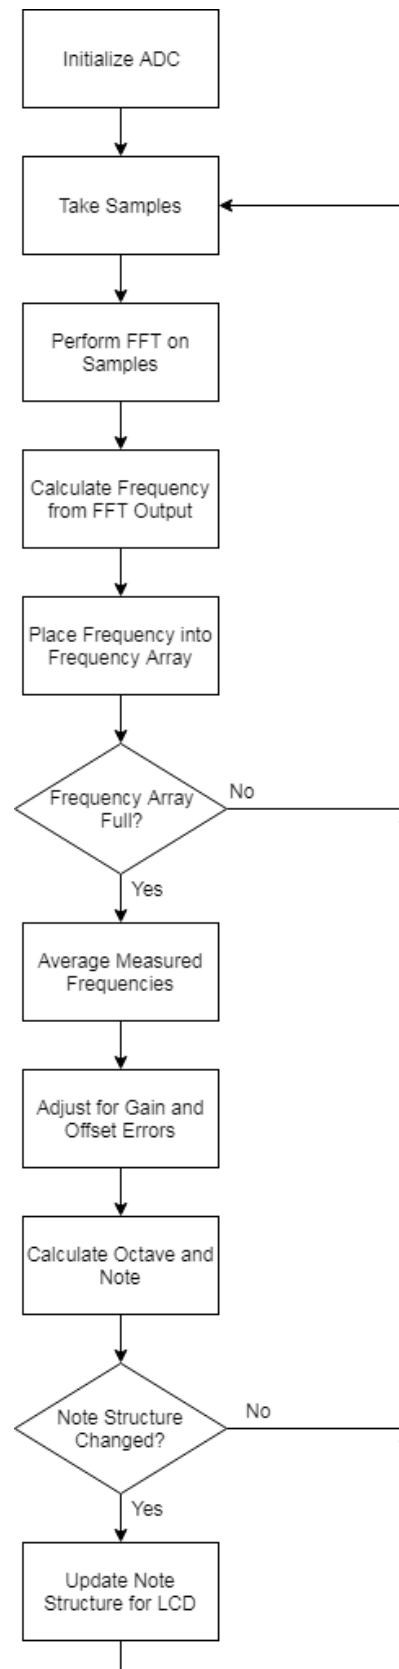 Initialize ADC
Take Samples
Perform FFT on
Samples
Calculate Frequency
from FFT Output
Place Frequency into
Frequency Array
Frequency Array
Full?
No
Yes
Average Measured
Frequencies
Adjust for Gain and
Offset Errors
Calculate Octave and
Note
Note Structure
Changed?
No
Yes
Update Note
Structure for LCD